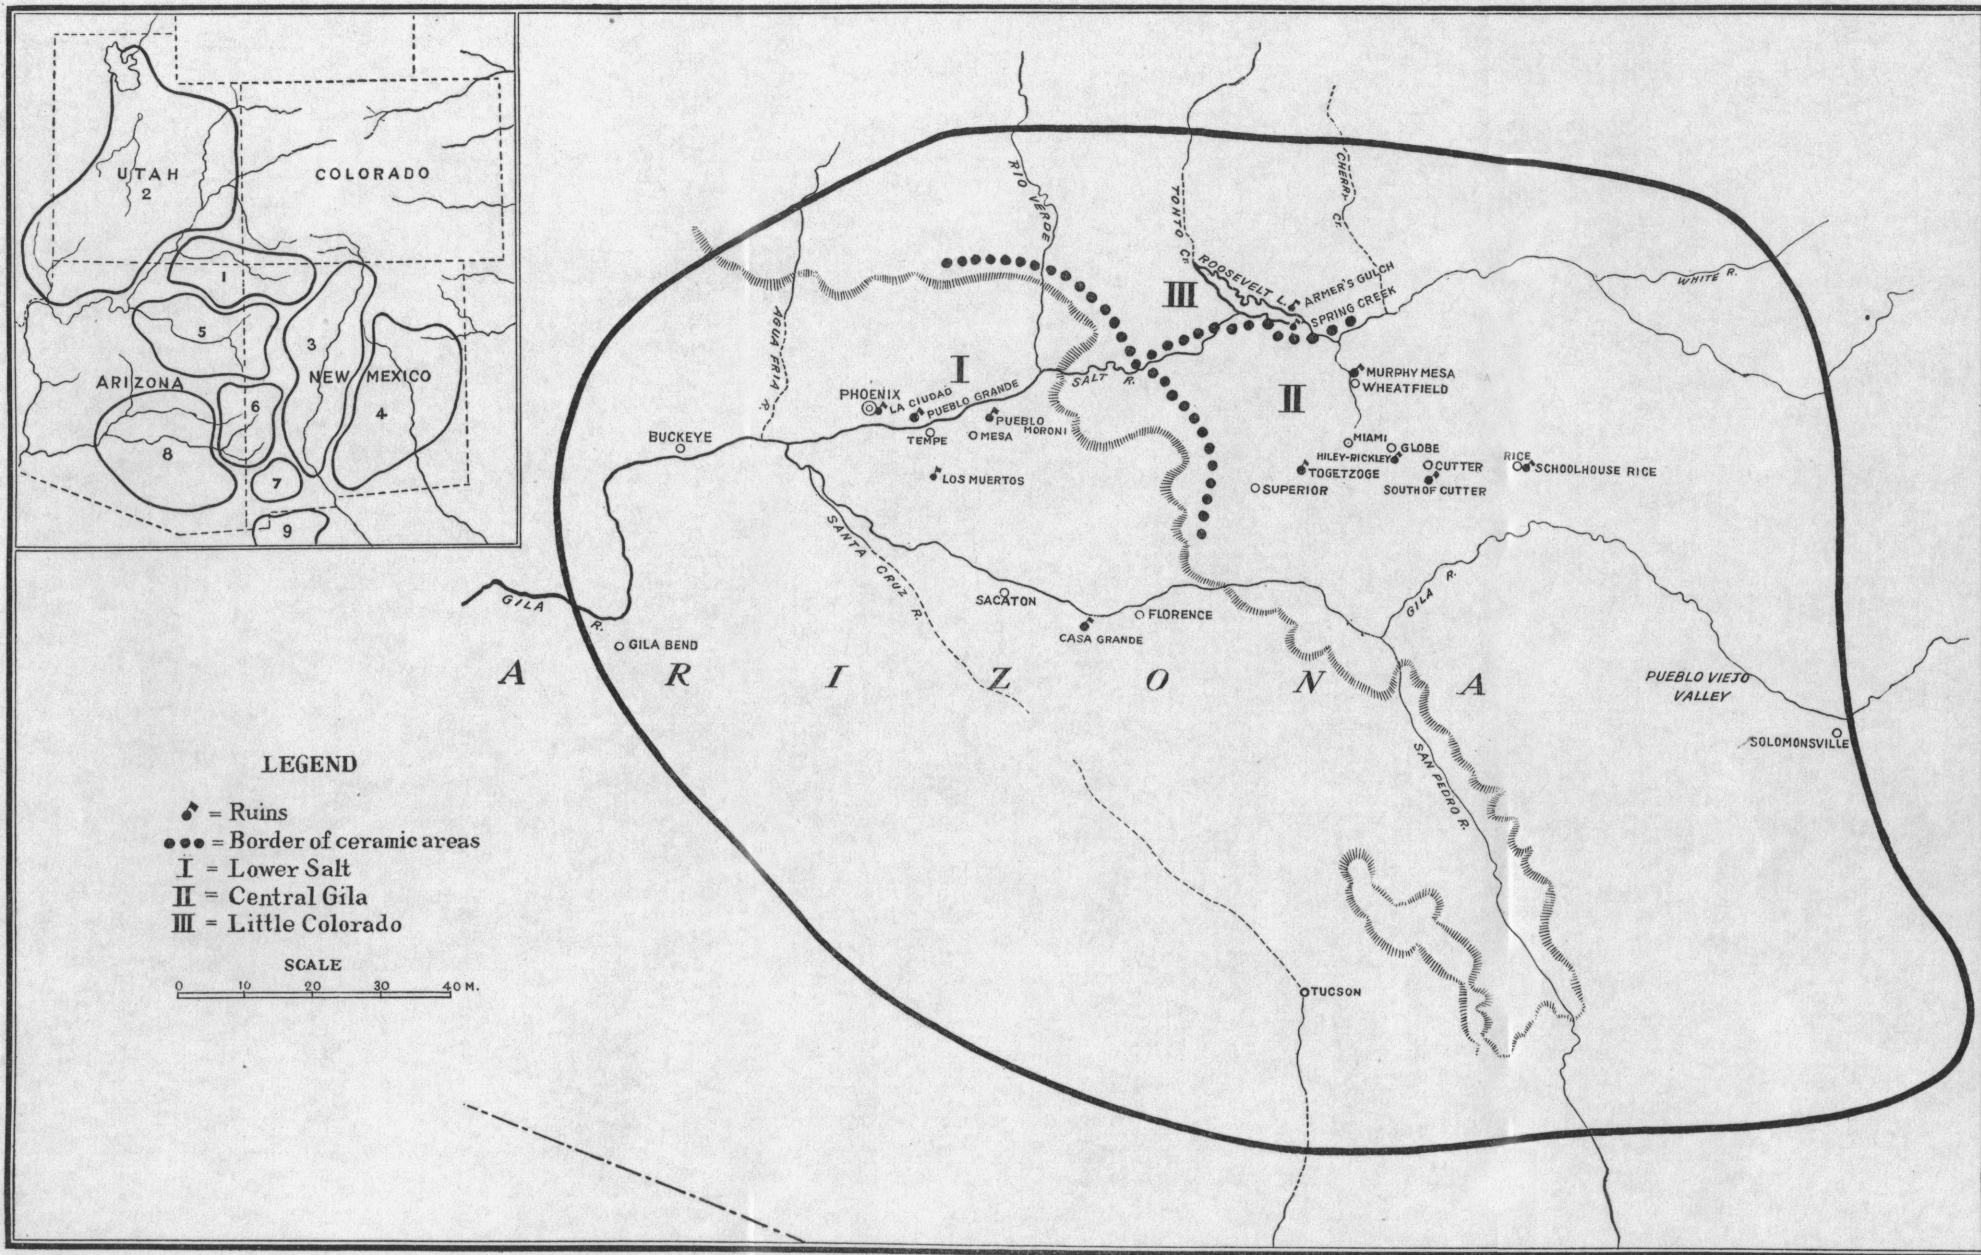 UTAH
2
COLORADO
1
5
3
ARIZONA
NEW MEXICO
6
4
8
7
9
RIO VERDE
TONTO Cr.
CHERRY Cr.
ROOSEVELT L.
ARMER'S GULCH
SPRING CREEK
WHITE R.
III
AGUA FRIA R.
I
SALT R.
II
MURPHY MESA
WHEATFIELD
PHOENIX
LA CIUDAD
PUEBLO GRANDE
PUEBLO
MORONI
TEMPE
MESA
BUCKEYE
LOS MUERTOS
MIAMI
GLOBE
HILEY-RICKLEY
TOGETZOGE
CUTTER
RICE
SCHOOLHOUSE RICE
SUPERIOR
SOUTH OF CUTTER
SANTA CRUZ R.
GILA R.
SACATON
FLORENCE
CASA GRANDE
GILA R.
GILA BEND
A R I Z O N A
PUEBLO VIEJO
VALLEY
SOLOMONSVILLE
SAN PEDRO R.
TUCSON
LEGEND
= Ruins
= Border of ceramic areas
I = Lower Salt
II = Central Gila
III = Little Colorado
SCALE
0 10 20 30 40 M.